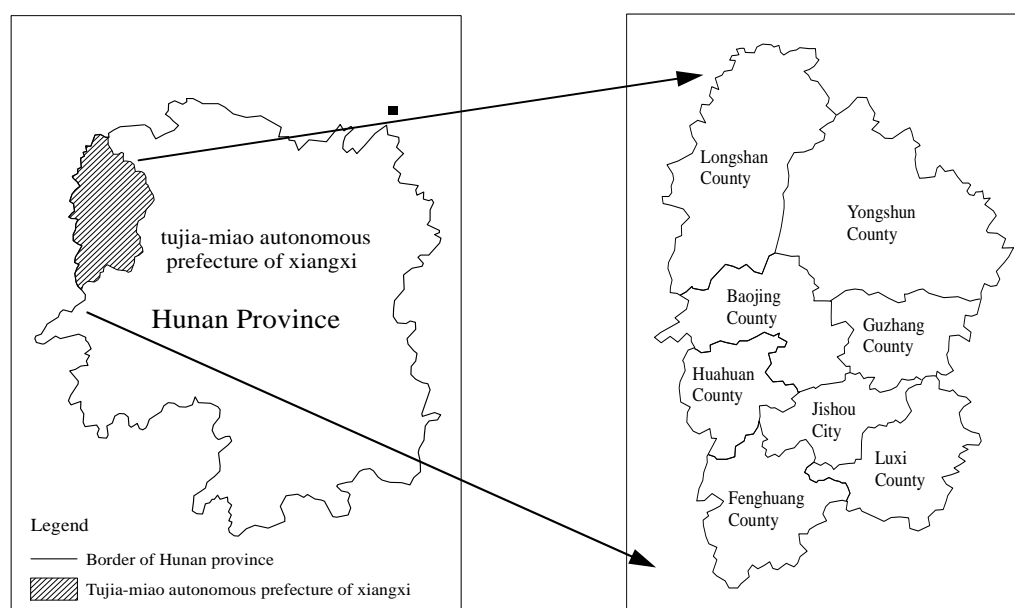 tujia-miao autonomous
prefecture of xiangxi
Hunan Province
Legend
Border of Hunan province
Tujia-miao autonomous prefecture of xiangxi
Longshan
County
Yongshun
County
Baojing
County
Guzhang
County
Huahuan
County
Jishou
City
Luxi
County
Fenghuang
County